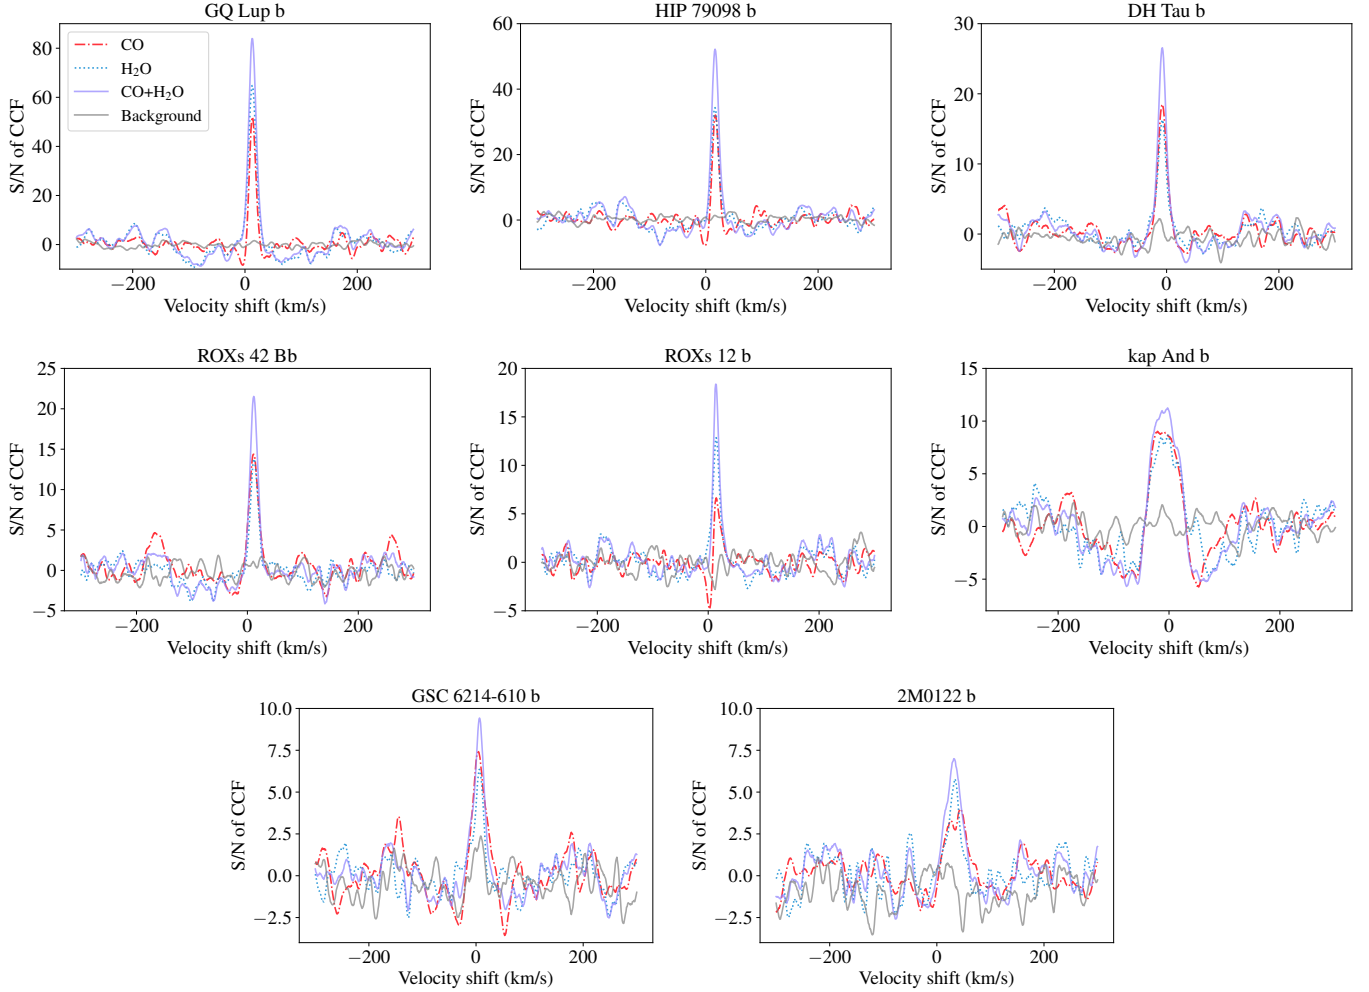 GQ Lup b
HIP 79098 b
DH Tau b
S/N of CCF
80
60
40
20
0
CO
H₂O
CO+H₂O
Background
−200
0
200
Velocity shift (km/s)
S/N of CCF
60
40
20
0
−200
0
200
Velocity shift (km/s)
S/N of CCF
30
20
10
0
−200
0
200
Velocity shift (km/s)
ROXs 42 Bb
ROXs 12 b
kap And b
S/N of CCF
25
20
15
10
5
0
−5
−200
0
200
Velocity shift (km/s)
S/N of CCF
20
15
10
5
0
−5
−200
0
200
Velocity shift (km/s)
S/N of CCF
15
10
5
0
−5
−200
0
200
Velocity shift (km/s)
GSC 6214-610 b
2M0122 b
S/N of CCF
10.0
7.5
5.0
2.5
0.0
−2.5
−200
0
200
Velocity shift (km/s)
S/N of CCF
10.0
7.5
5.0
2.5
0.0
−2.5
−200
0
200
Velocity shift (km/s)